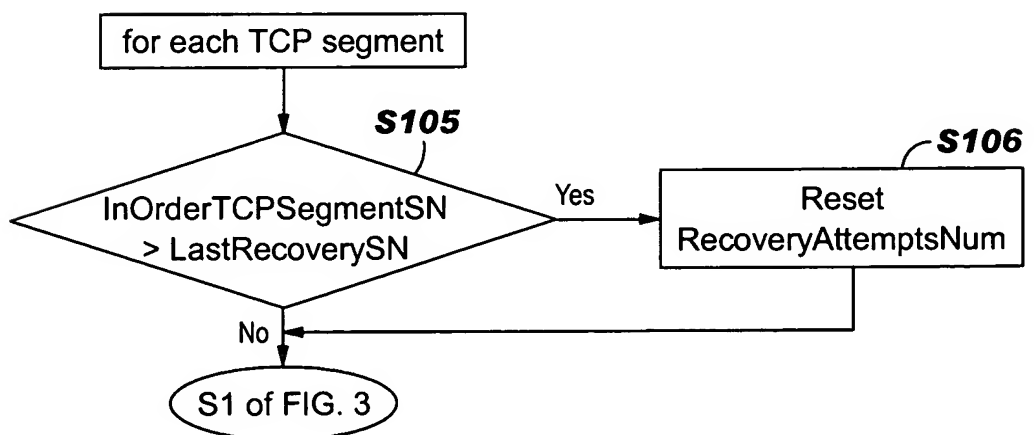 for each TCP segment
S105
InOrderTCPSegmentSN
> LastRecoverySN
Yes
S106
Reset
RecoveryAttemptsNum
No
S1 of FIG. 3